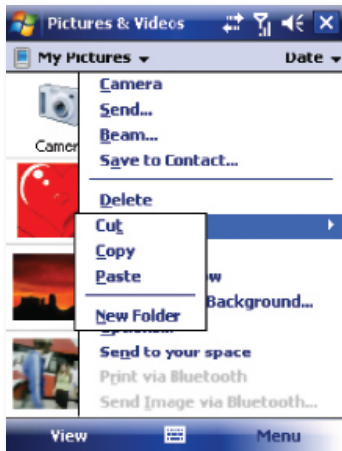 Pictures & Videos
My Pictures
Date
Camera
Send...
Beam...
Save to Contact...
Delete
Cut
Copy
Paste
New Folder
Background...
Send to your space
Print via Bluetooth
Send Image via Bluetooth...
View
Menu